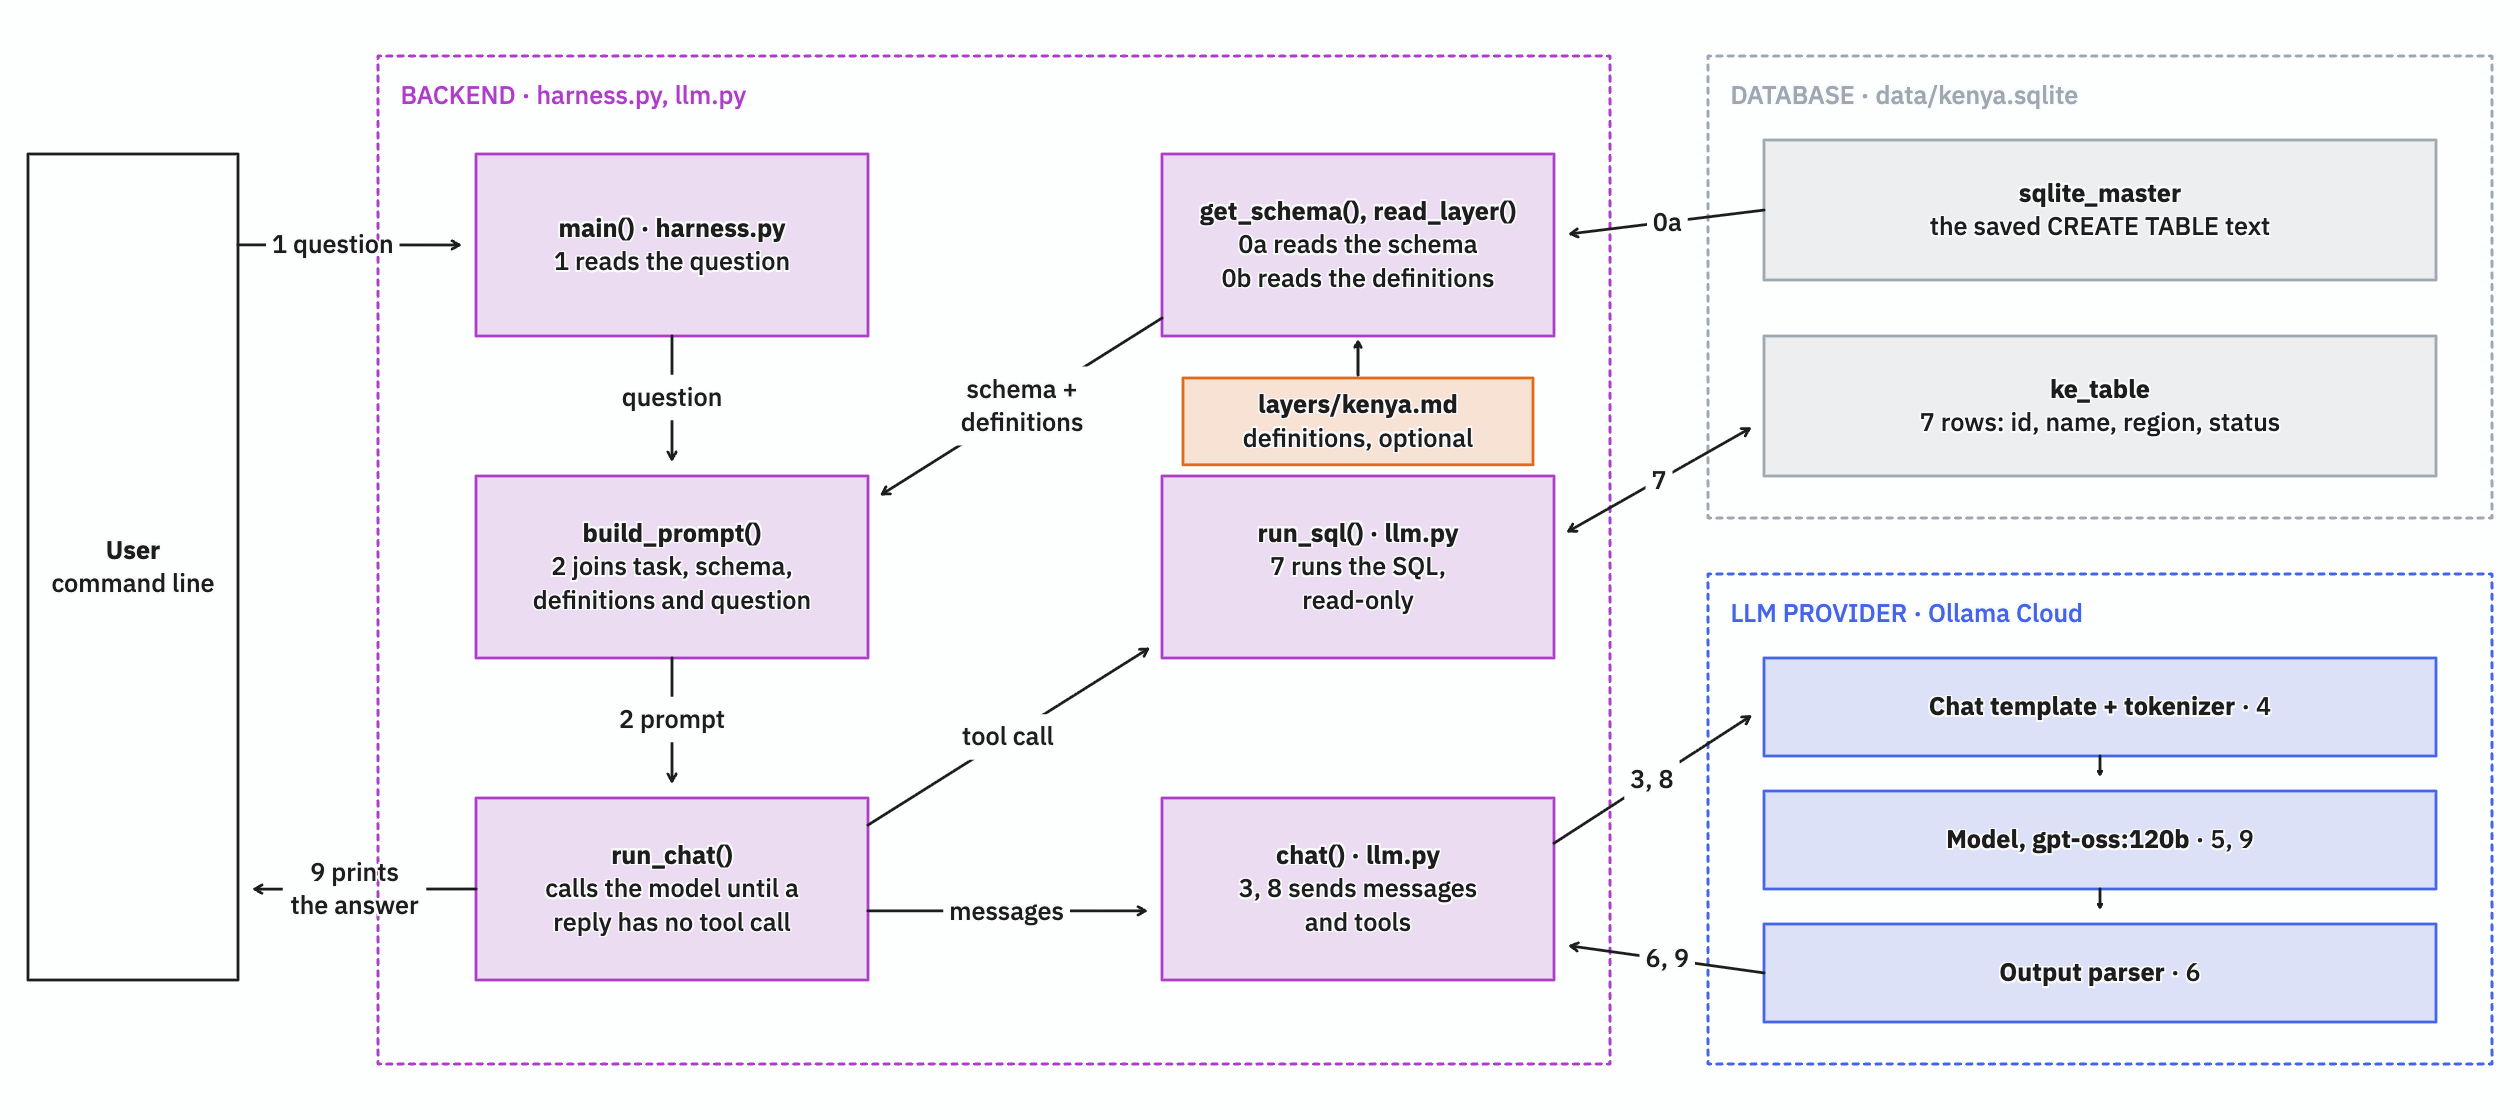 BACKEND · harness.py, llm.py
DATABASE · data/kenya.sqlite
User
command line
1 question
main() · harness.py
1 reads the question
get_schema(), read_layer()
0a reads the schema
0b reads the definitions
0a
sqlite_master
the saved CREATE TABLE text
question
schema +
definitions
layers/kenya.md
definitions, optional
ke_table
7 rows: id, name, region, status
build_prompt()
2 joins task, schema,
definitions and question
run_sql() · llm.py
7 runs the SQL,
read-only
7
LLM PROVIDER · Ollama Cloud
2 prompt
tool call
Chat template + tokenizer · 4
3, 8
Model, gpt-oss:120b · 5, 9
9 prints
the answer
run_chat()
calls the model until a
reply has no tool call
messages
chat() · llm.py
3, 8 sends messages
and tools
6, 9
Output parser · 6